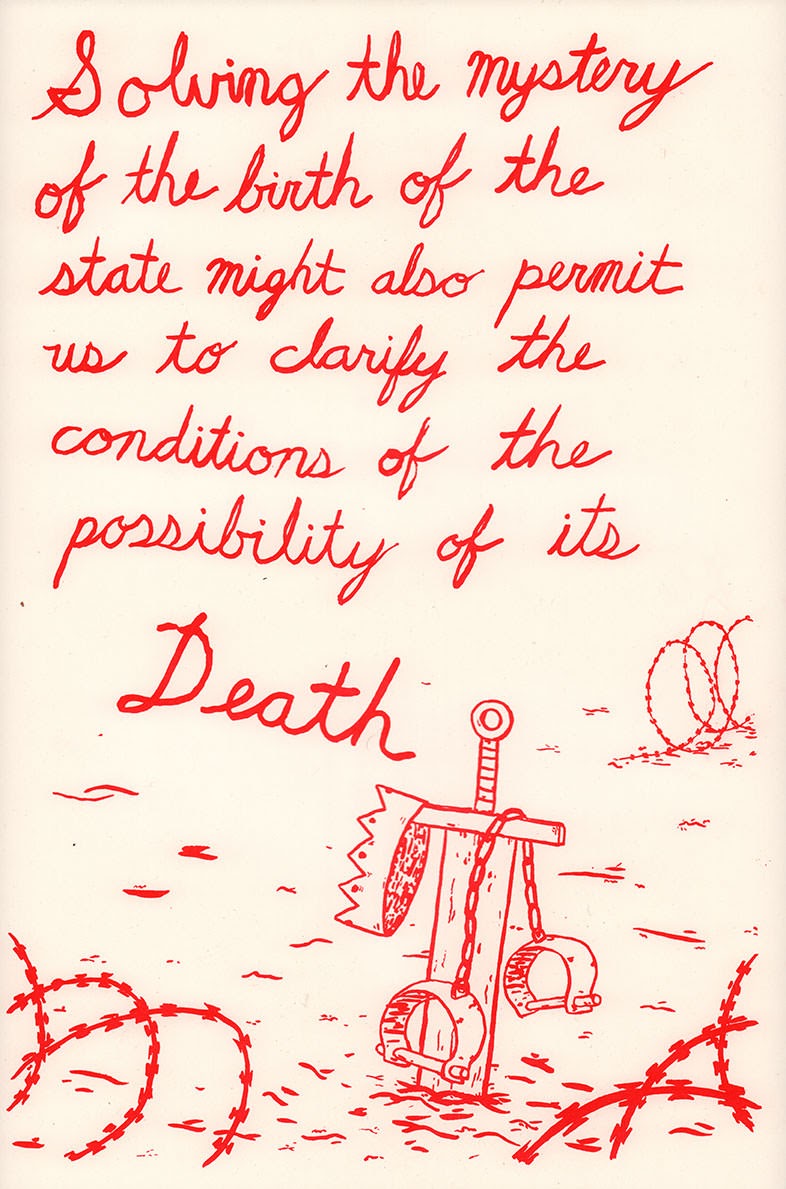 Solving the mystery
of the birth of the
state might also permit
us to clarify the
conditions of the
possibility of its
Death